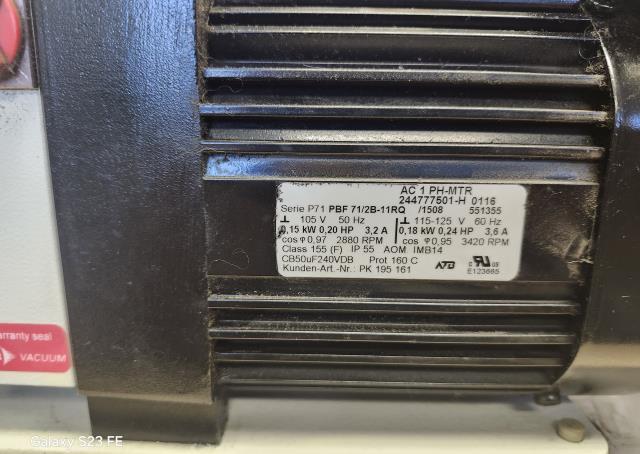 AC 1 PH-MTR
244777501-H 0116
Serie P71 PBF 71/2B-11RQ /1508 551355
⊥ 105 V 50 Hz ⊥ 115-125 V 60 Hz
0,15 kW 0,20 HP 3,2 A 0,18 kW 0,24 HP 3,6 A
cos φ 0,97 2880 RPM cos φ 0,95 3420 RPM
Class 155 (F) IP 55 AOM IMB14
CB50uF240VDB Prot 160 C ATB
Kunden-Art.-Nr.: PK 195 161 E123665
arranty seal
VACUUM
Galaxy S23 FE